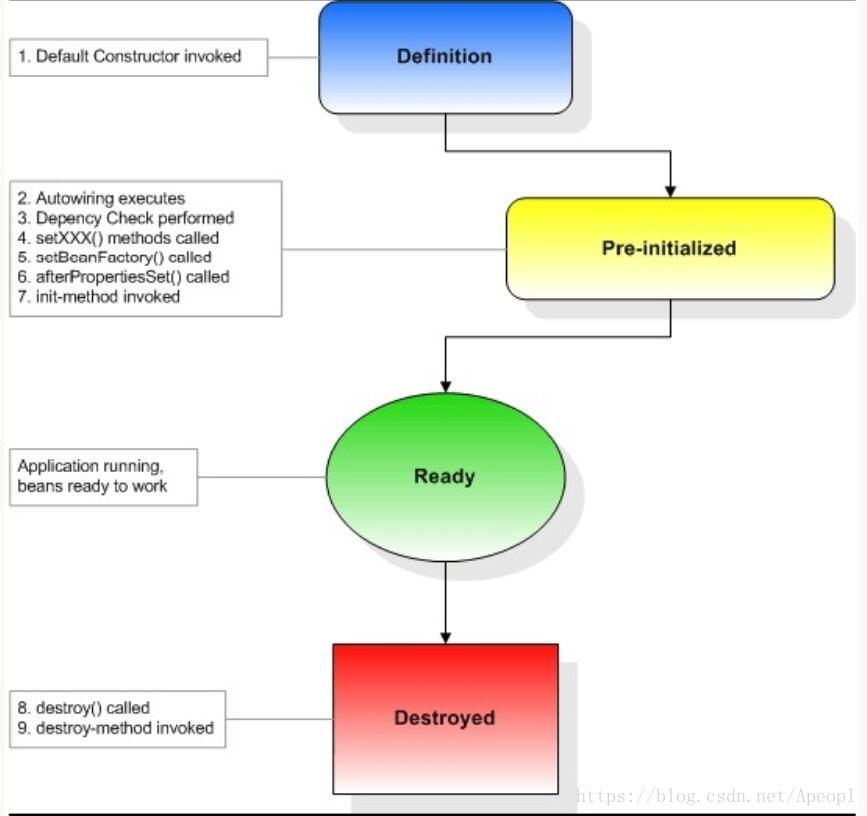 1. Default Constructor invoked
Definition
2. Autowiring executes
3. Depency Check performed
4. setXXX() methods called
5. setBeanFactory() called
6. afterPropertiesSet() called
7. init-method invoked
Pre-initialized
Application running,
beans ready to work
Ready
8. destroy() called
9. destroy-method invoked
Destroyed
https://blog.csdn.net/Apeopl